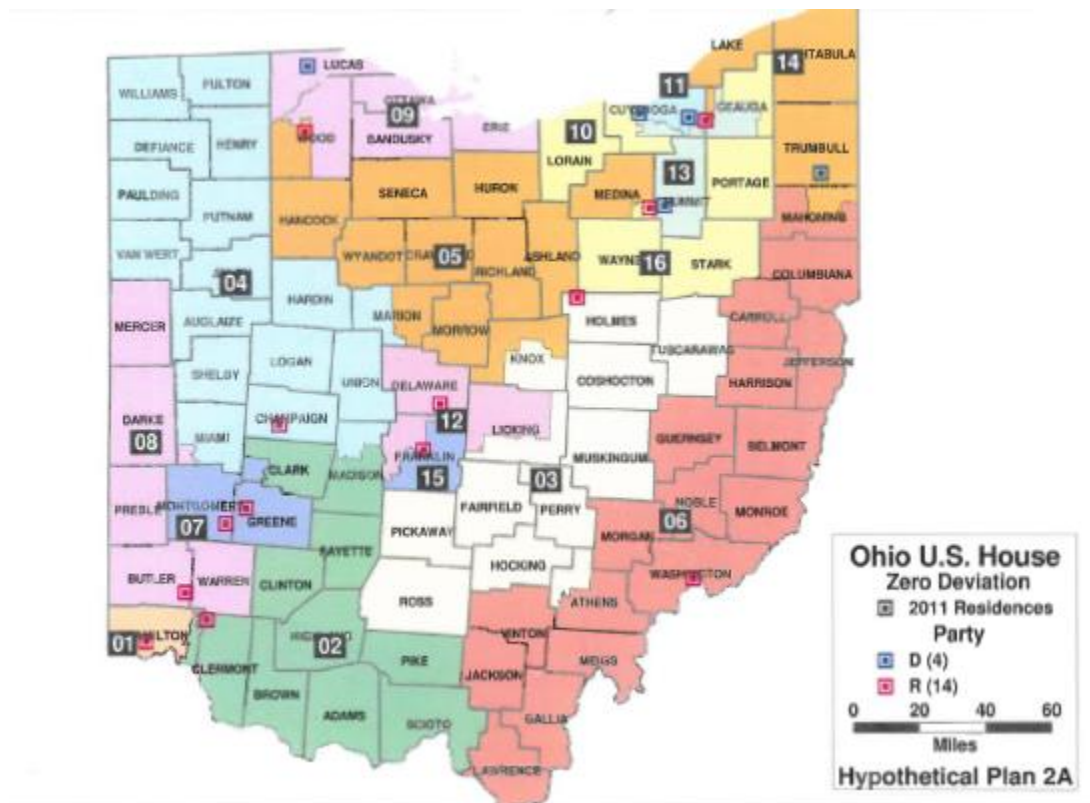 LAKE
14
LUCAS
11
FULTON
WILLIAMS
09
GEAUGA
10
WOOD
SANDUSKY
ERIE
DEFIANCE
HENRY
TRUMBULL
LORAIN
13
PAULDING
SENECA
HURON
MEDINA
PORTAGE
PUTNAM
HANCOCK
MAHONING
VAN WERT
WYANDOT
05
ASHLAND
16
STARK
RICHLAND
COLUMBIANA
04
HARDIN
MERCER
AUGLAIZE
MARION
MORROW
HOLMES
CARROLL
KNOX
TUSCARAWAS
JEFFERSON
LOGAN
SHELBY
UNION
DELAWARE
COSHOCTON
HARRISON
DARKE
CHAMPAIGN
12
LICKING
08
MIAMI
GUERNSEY
BELMONT
FRANKLIN
MUSKINGUM
CLARK
MADISON
15
03
NOBLE
PREBLE
MONTGOMERY
FAIRFIELD
PERRY
MONROE
07
GREENE
06
PICKAWAY
MORGAN
FAYETTE
HOCKING
BUTLER
WARREN
CLINTON
WASHINGTON
ROSS
ATHENS
01
02
VINTON
PIKE
MEIGS
CLERMONT
JACKSON
BROWN
ADAMS
SCIOTO
GALLIA
LAWRENCE
Ohio U.S. House
Zero Deviation
2011 Residences
Party
D (4)
R (14)
0 20 40 60
Miles
Hypothetical Plan 2A